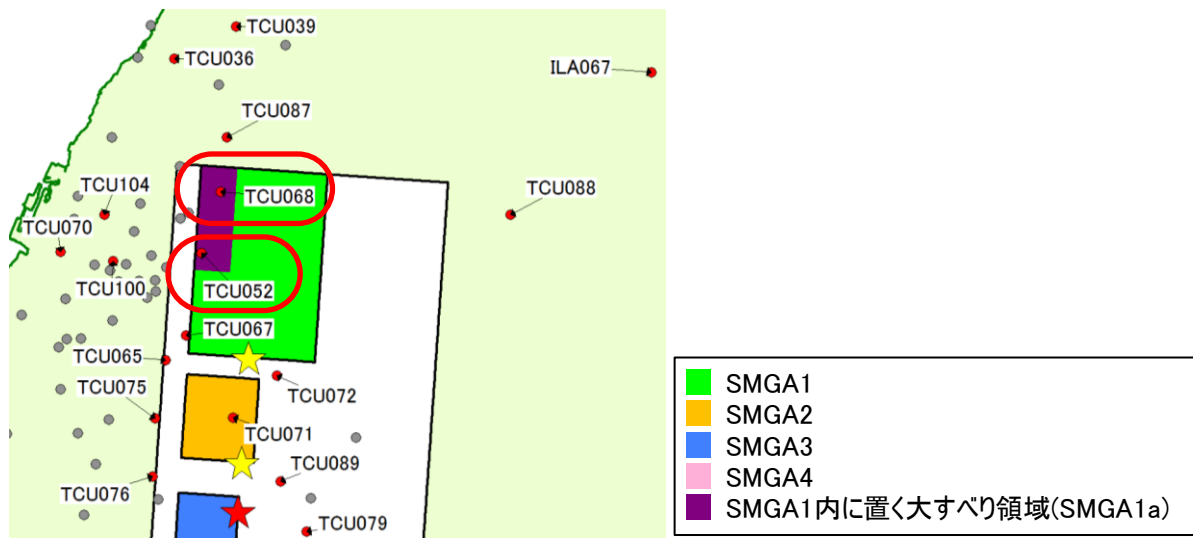 TCU039
TCU036
ILA067
TCU087
TCU104
TCU068
TCU088
TCU070
TCU100
TCU052
TCU067
TCU065
TCU075
TCU072
TCU071
TCU089
TCU076
TCU079
SMGA1
SMGA2
SMGA3
SMGA4
SMGA1内に置く大すべり領域(SMGA1a)